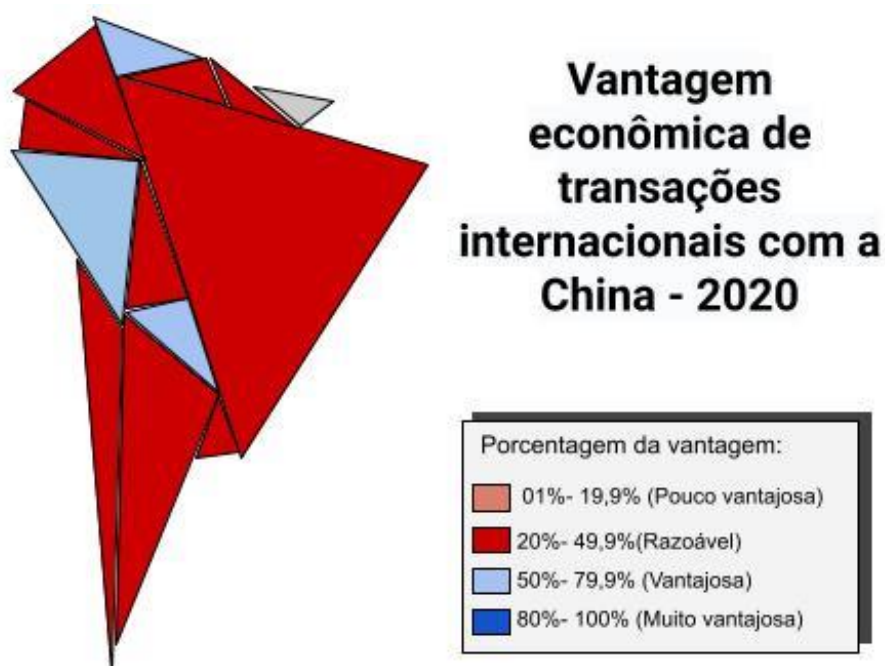 Vantagem
econômica de
transações
internacionais com a
China - 2020
Porcentagem da vantagem:
01%- 19,9% (Pouco vantajosa)
20%- 49,9%(Razoável)
50%- 79,9% (Vantajosa)
80%- 100% (Muito vantajosa)